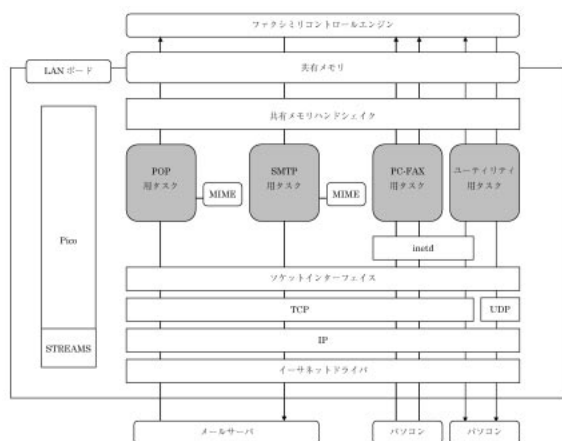 ファクシミリコントロールエンジン
LAN ボード
共有メモリ
共有メモリハンドシェイク
POP
用タスク
MIME
SMTP
用タスク
MIME
PC-FAX
用タスク
ユーティリティ
用タスク
Pico
inetd
ソケットインターフェイス
TCP
UDP
IP
STREAMS
イーサネットドライバ
メールサーバ
パソコン
パソコン